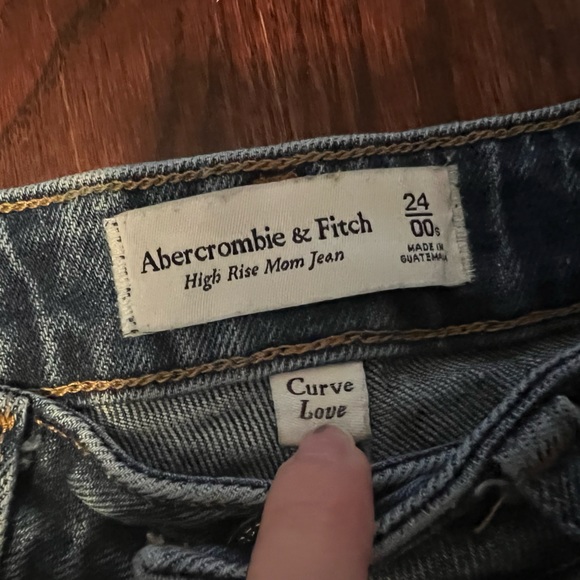 Abercrombie & Fitch
High Rise Mom Jean
24
00s
MADE IN
GUATEMALA
Curve
Love